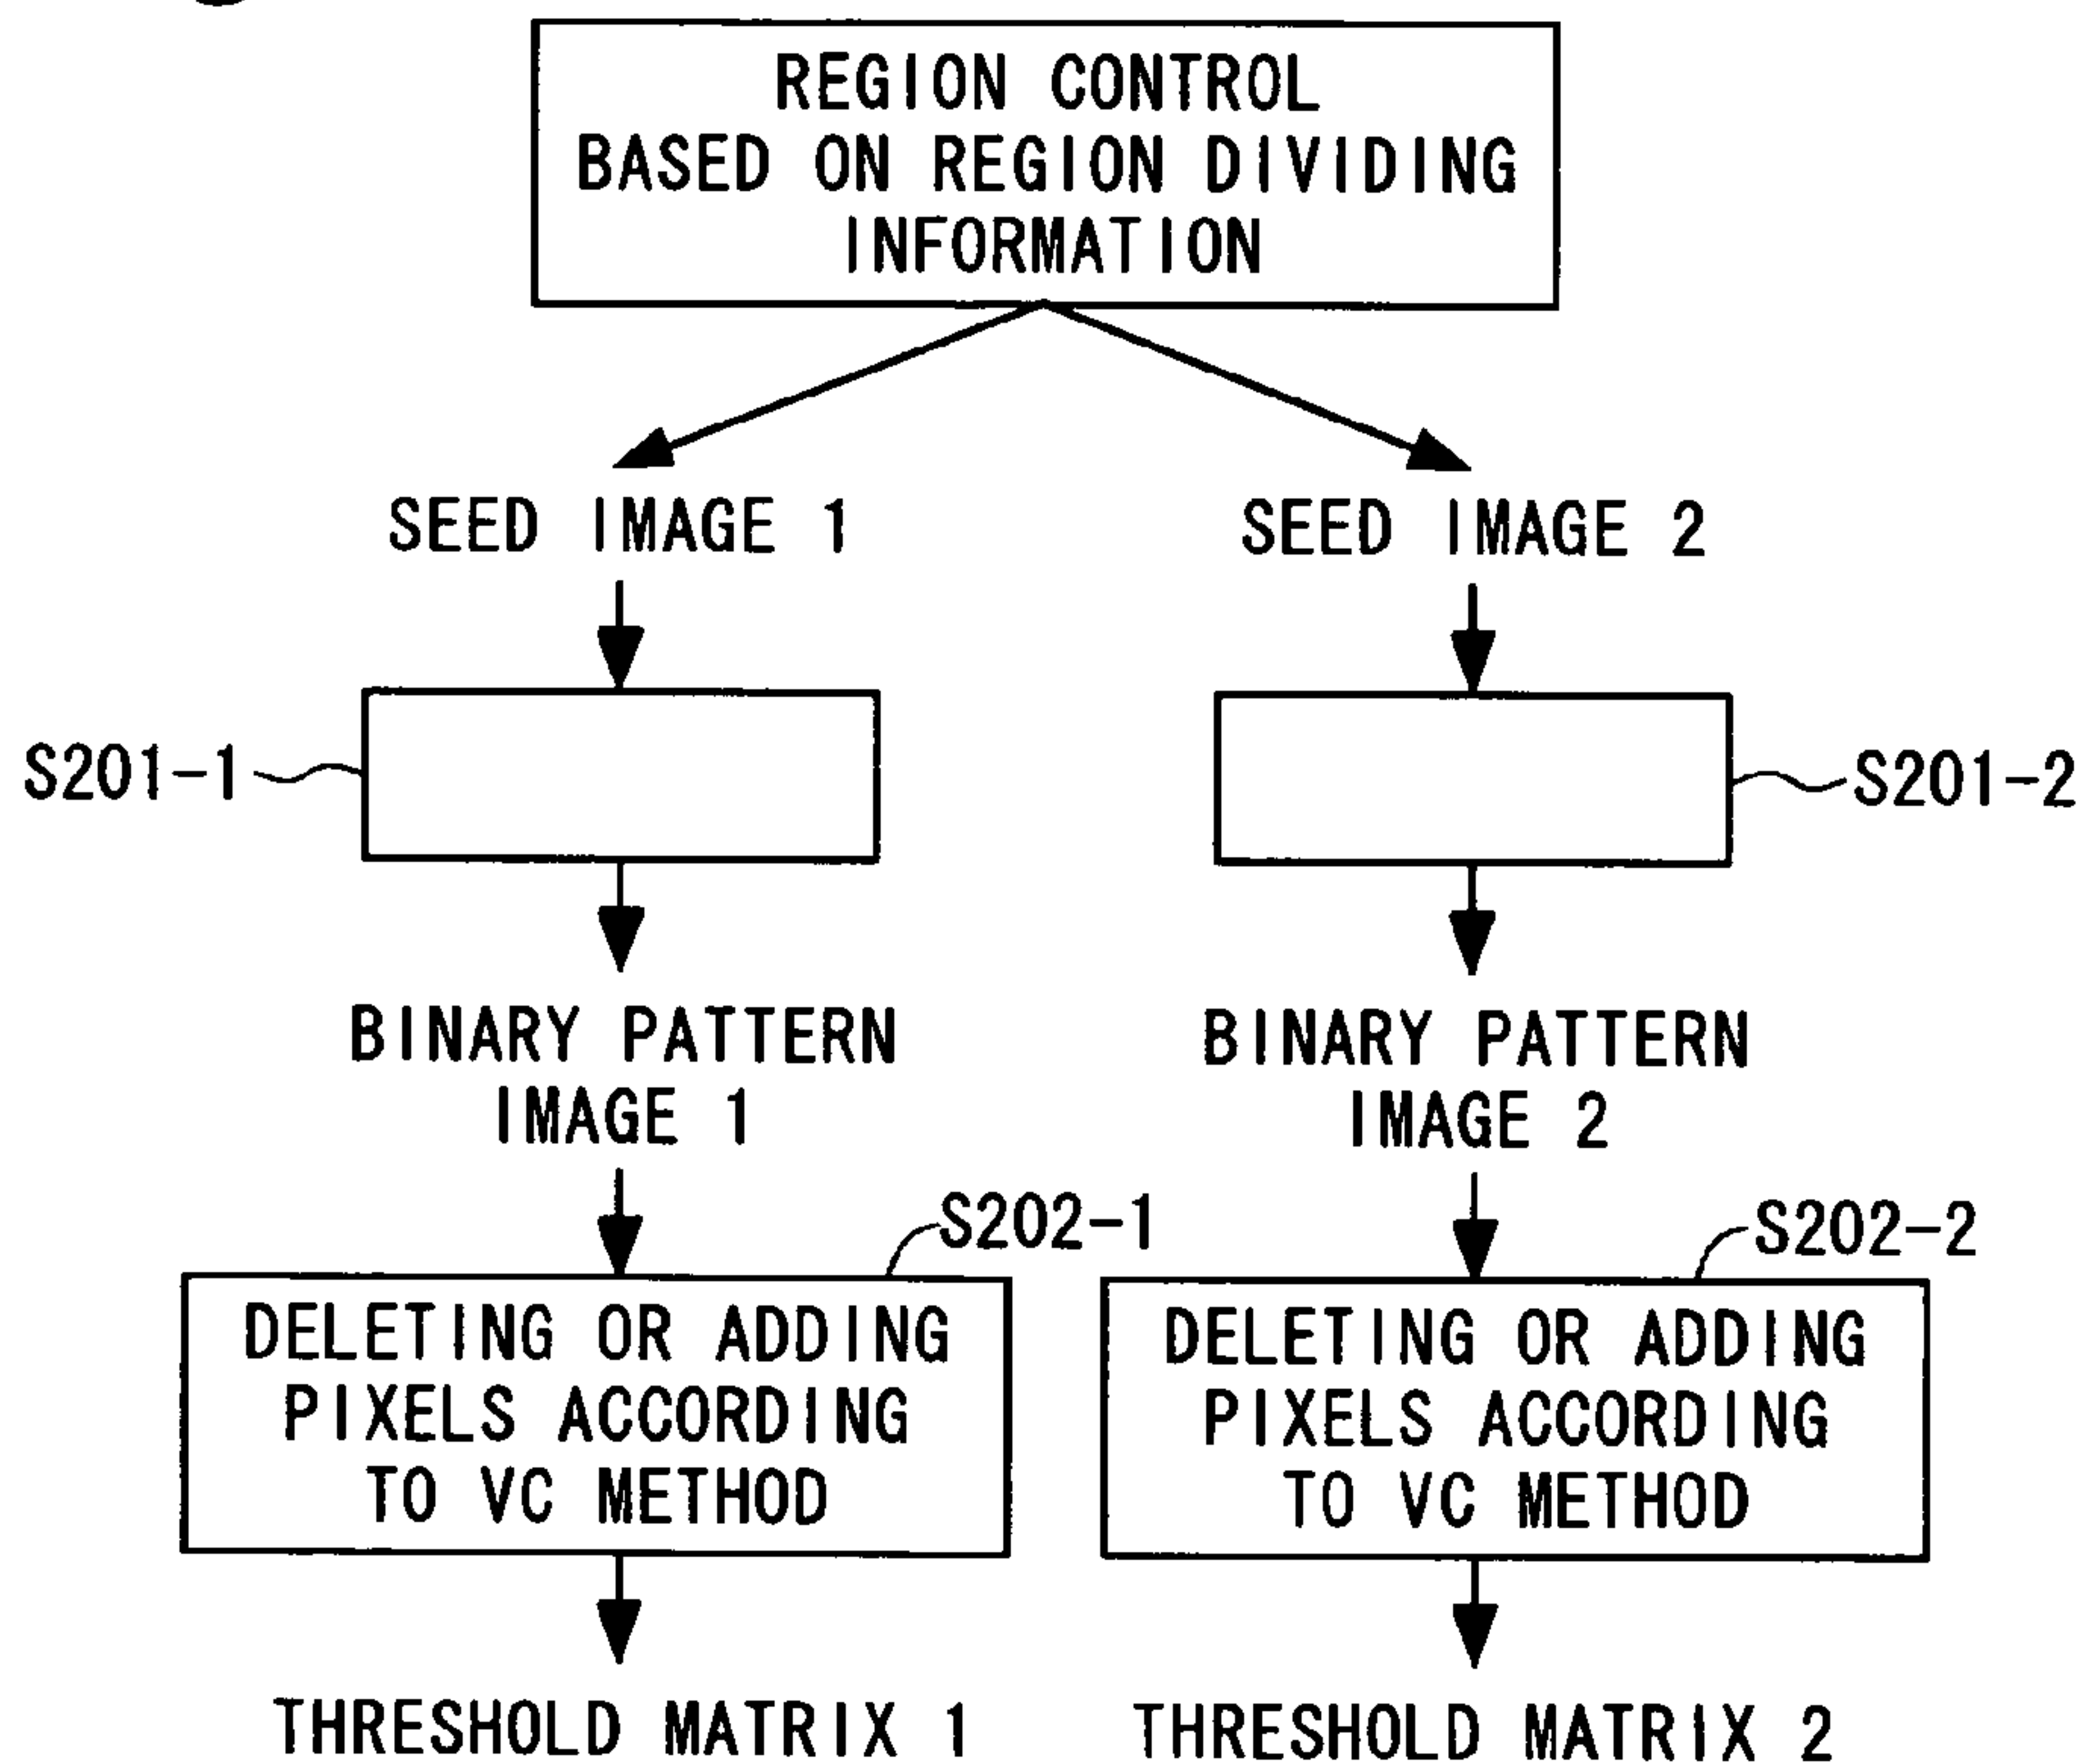 REGION CONTROL
BASED ON REGION DIVIDING
INFORMATION
SEED IMAGE 1
SEED IMAGE 2
S201-1
S201-2
BINARY PATTERN
IMAGE 1
BINARY PATTERN
IMAGE 2
S202-1
S202-2
DELETING OR ADDING
PIXELS ACCORDING
TO VC METHOD
DELETING OR ADDING
PIXELS ACCORDING
TO VC METHOD
THRESHOLD MATRIX 1
THRESHOLD MATRIX 2